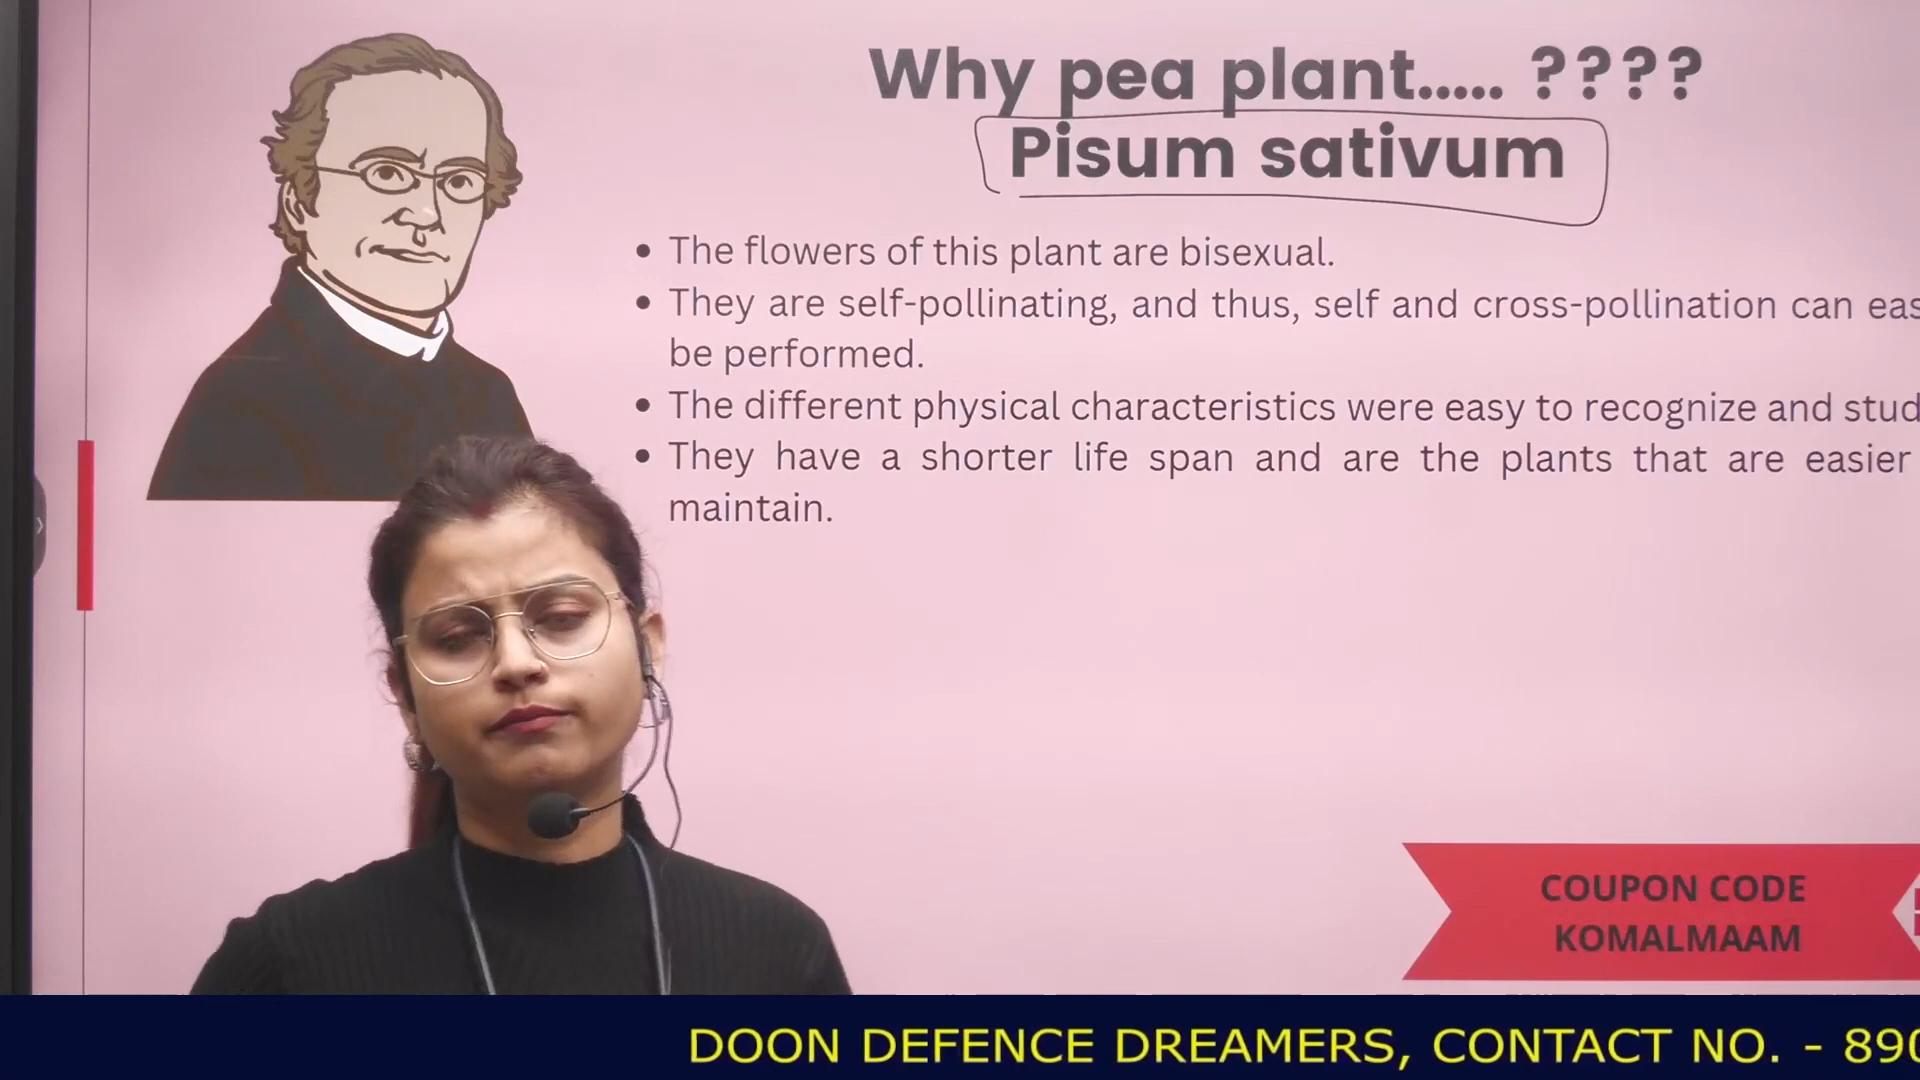 Why pea plant..... ????
Pisum sativum
• The flowers of this plant are bisexual.
• They are self-pollinating, and thus, self and cross-pollination can eas
be performed.
• The different physical characteristics were easy to recognize and stud
• They have a shorter life span and are the plants that are easier
maintain.
COUPON CODE
KOMALMAAM
DOON DEFENCE DREAMERS, CONTACT NO. - 890